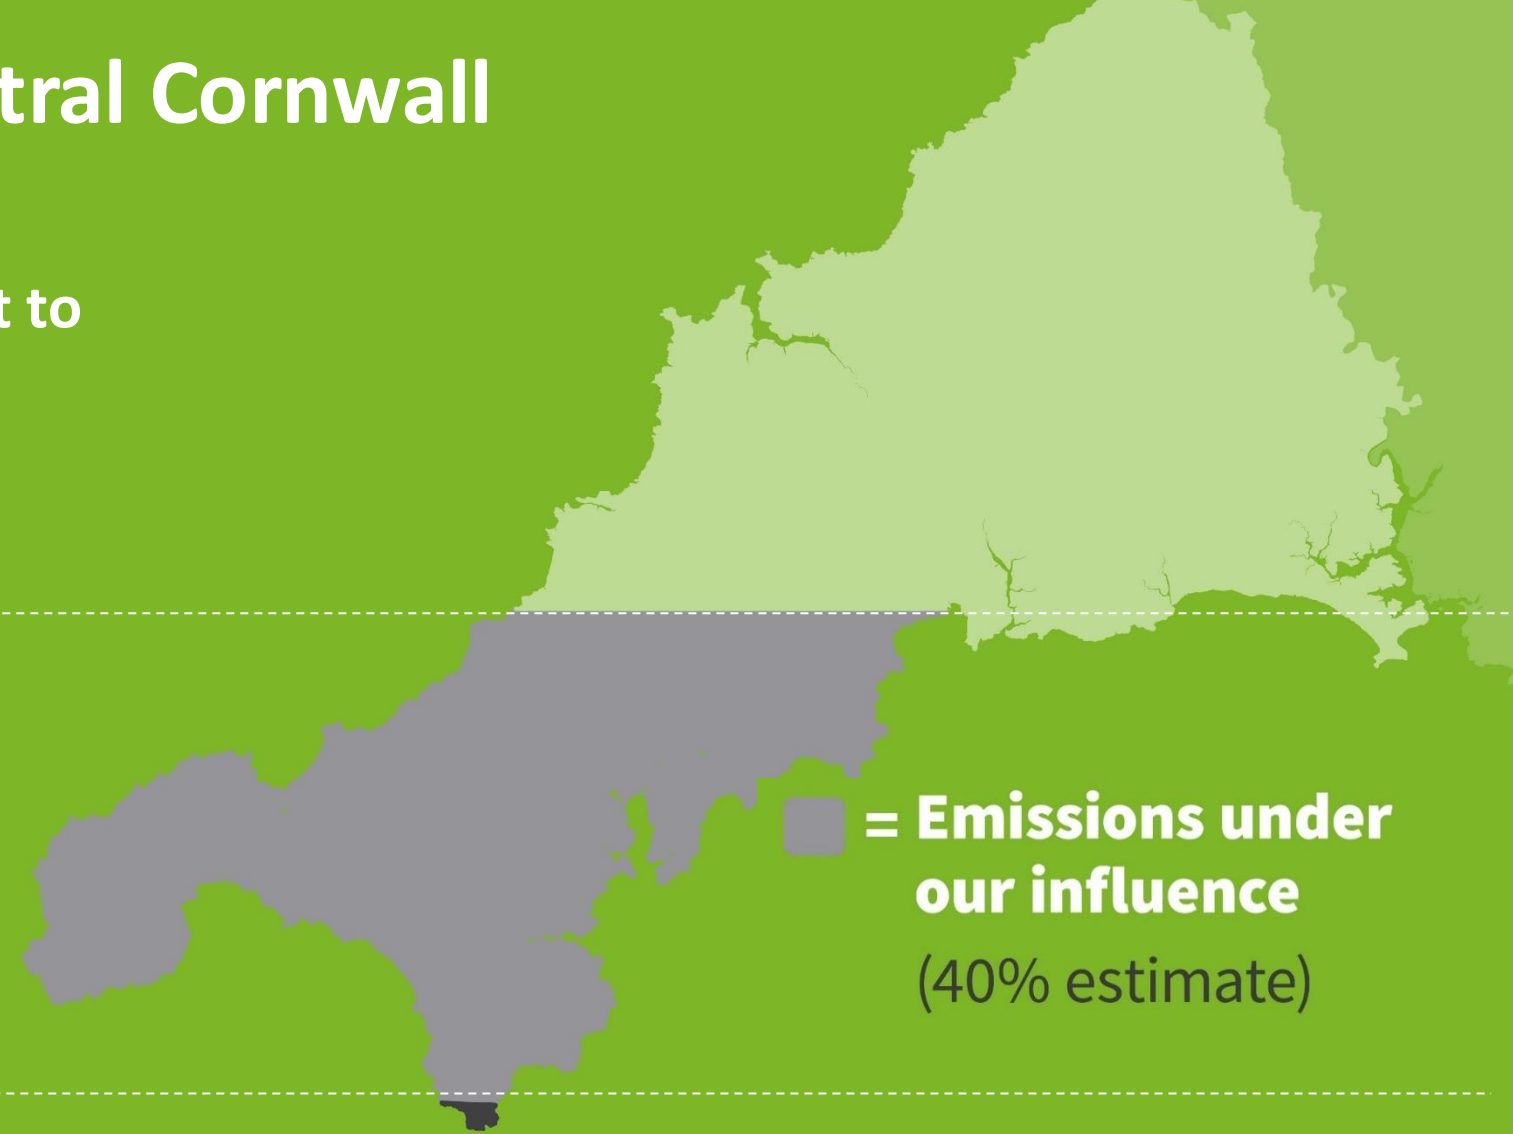 tral Cornwall
t to
= Emissions under
our influence
(40% estimate)